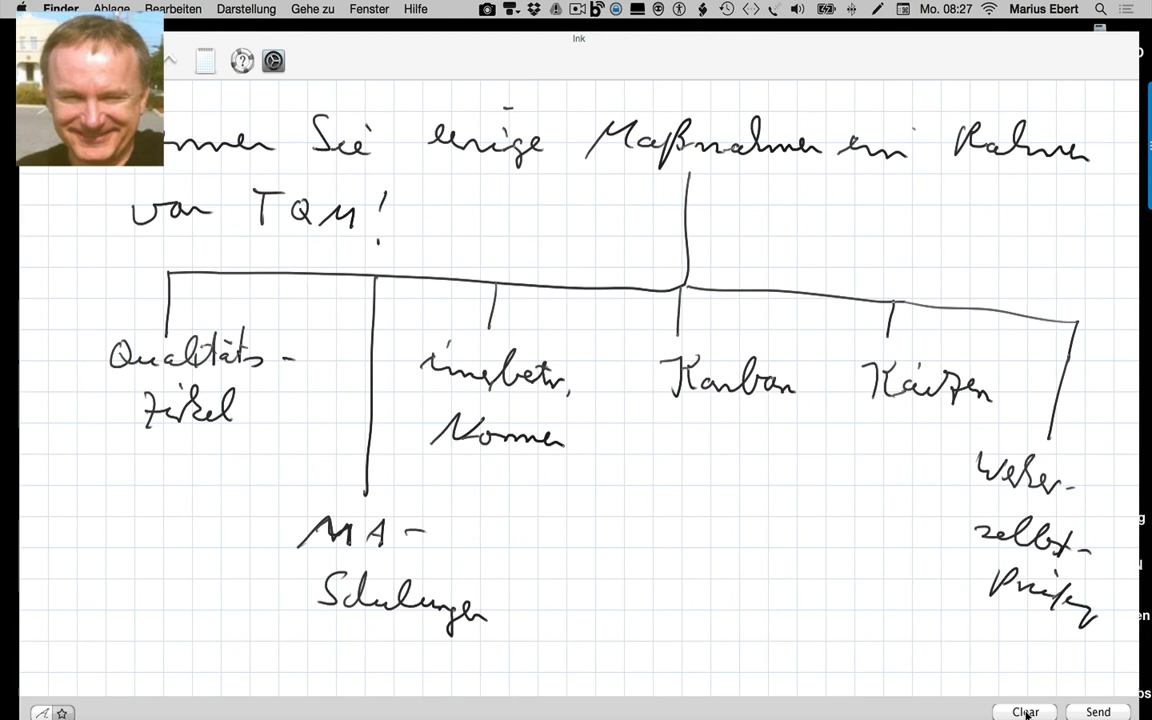 Finder Ablage Bearbeiten Darstellung Gehe zu Fenster Hilfe Mo. 08:27 Marius Ebert
Ink
nnen Sie einige Maßnahmen im Rahmen
von TQM!
Qualitäts-
zirkel
MA-
Schulungen
innerbetr.
Normen
Kanban
Kaizen
Werker-
selbst-
Prüfung
Clear Send